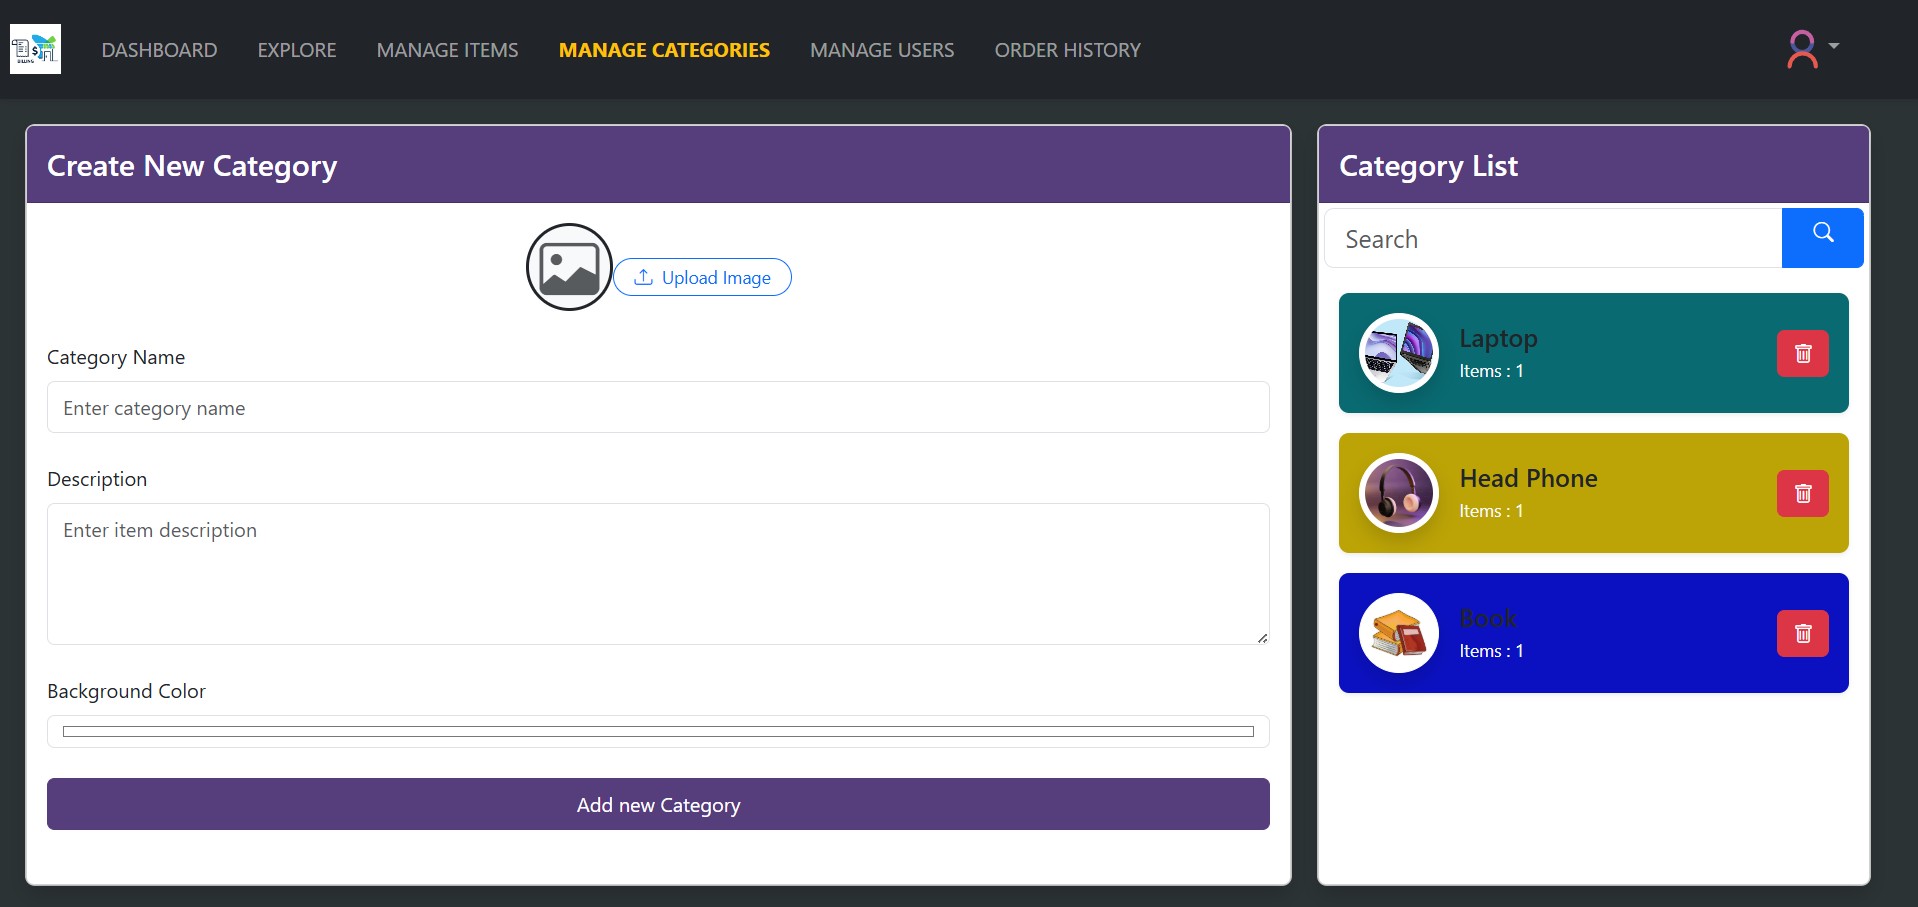 DASHBOARD EXPLORE MANAGE ITEMS MANAGE CATEGORIES MANAGE USERS ORDER HISTORY
Create New Category
Upload Image
Category Name
Enter category name
Description
Enter item description
Background Color
Add new Category
Category List
Search
Laptop
Items : 1
Head Phone
Items : 1
Book
Items : 1